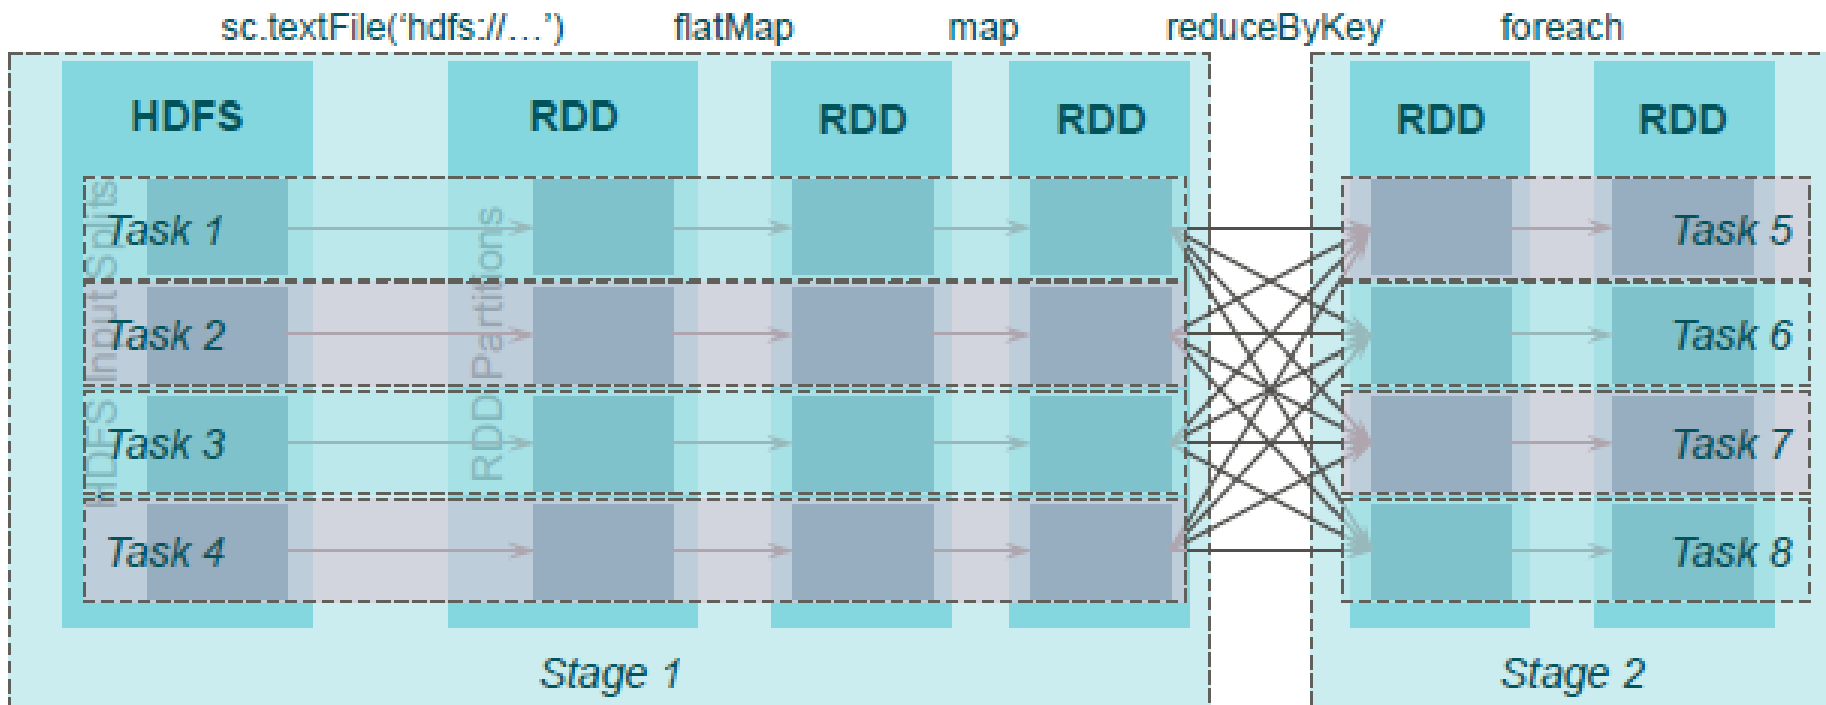 sc.textFile(‘hdfs://…’) flatMap map reduceByKey foreach
HDFS RDD RDD RDD RDD RDD
HDFS Input Splits
RDD Partitions
Task 1 Task 5
Task 2 Task 6
Task 3 Task 7
Task 4 Task 8
Stage 1 Stage 2